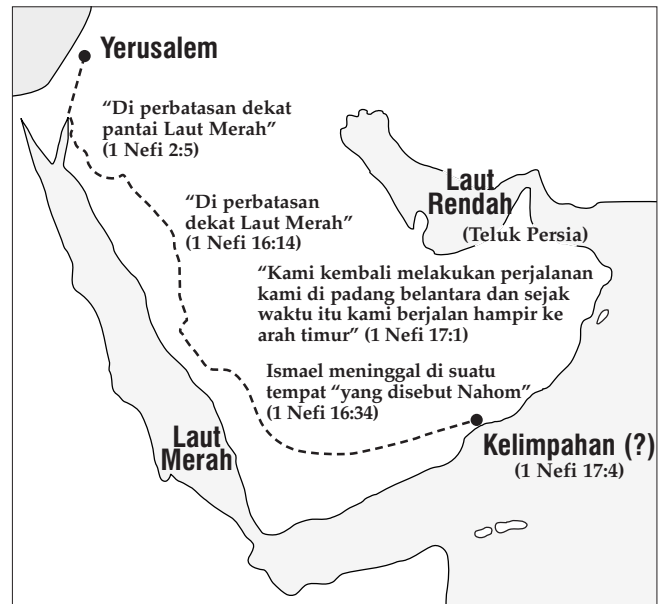 Yerusalem
“Di perbatasan dekat
pantai Laut Merah”
(1 Nefi 2:5)
“Di perbatasan
dekat Laut Merah”
(1 Nefi 16:14)
Laut
Rendah
(Teluk Persia)
“Kami kembali melakukan perjalanan
kami di padang belantara dan sejak
waktu itu kami berjalan hampir ke
arah timur” (1 Nefi 17:1)
Ismael meninggal di suatu
tempat “yang disebut Nahom”
(1 Nefi 16:34)
Laut
Merah
Kelimpahan (?)
(1 Nefi 17:4)